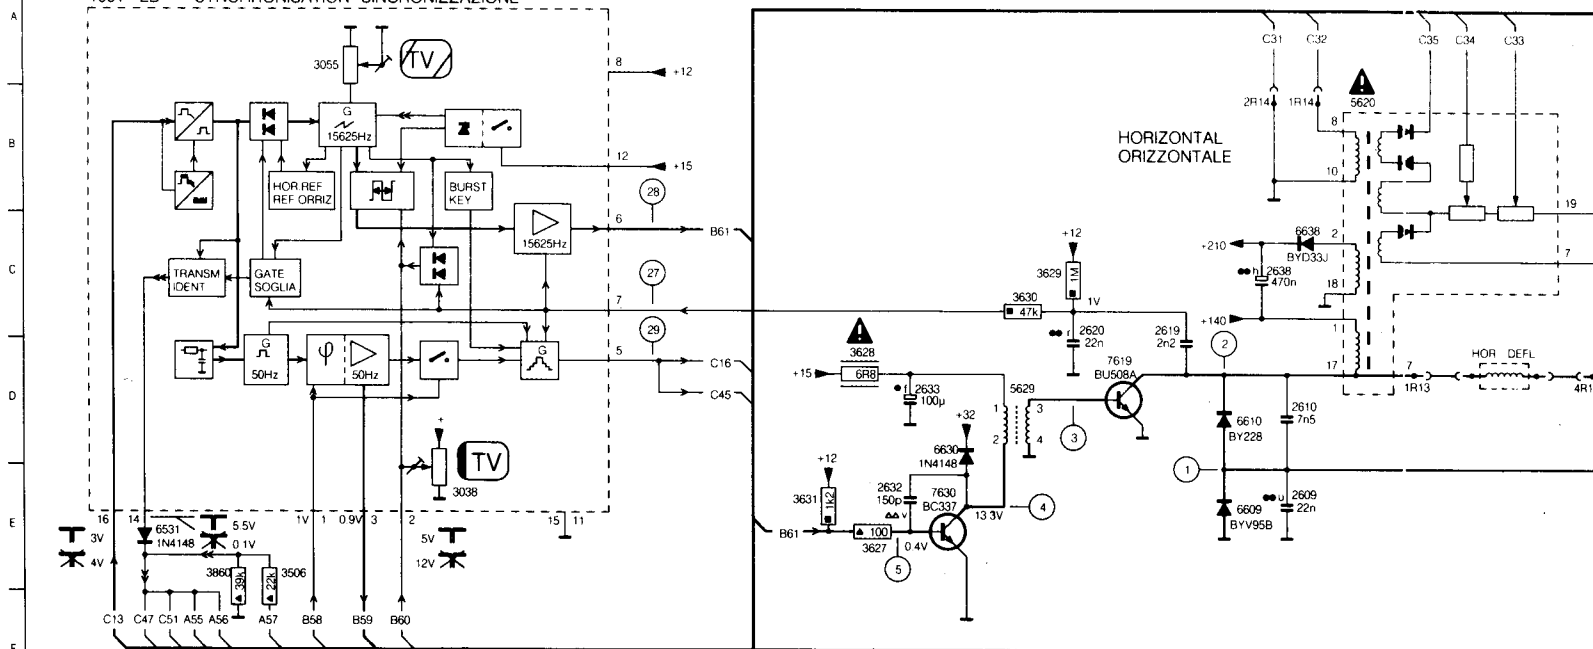 SYNCHRONISATION SINCRONIZZAZIONE
A
B
C
D
E
F
3055
TV
8
+12
G
15625Hz
12
+15
HOR.REF
REF ORRIZ
BURST
KEY
28
15625Hz
6
B61
TRANSM
IDENT
GATE
SOGLIA
27
7
29
G
50Hz
φ
50Hz
G
5
C16
C45
+
TV
3038
16
14
1V
1
0.9V
3
2
15
11
3V
4V
6531
1N4148
5.5V
0.1V
5V
12V
3860
39k
22k
3506
C13
C47
C51
A55
A56
A57
B58
B59
B60
HORIZONTAL
ORIZZONTALE
C31
C32
C35
C34
C33
2R14
1R14
5620
8
10
19
+210
6638
BYD33J
2
7
h 2638
470n
18
+140
1
17
+12
3629
1M
3630
47k
1V
r 2620
22n
2619
2n2
2
3628
6R8
+15
f 2633
100µ
5629
1
2
3
4
7619
BU508A
3
7
1R13
HOR DEFL
4R1
6610
BY228
2610
7n5
1
6609
BYV95B
u 2609
22n
+32
6630
1N4148
+12
3631
1k2
2632
150p
v
7630
BC337
13.3V
4
B61
100
3627
0.4V
5